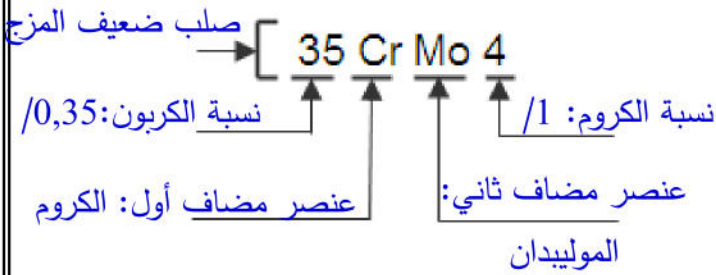 صلب ضعيف المزج
35 Cr Mo 4
نسبة الكربون:0,35/
نسبة الكروم: 1/
عنصر مضاف أول: الكروم
عنصر مضاف ثاني:
الموليبدان